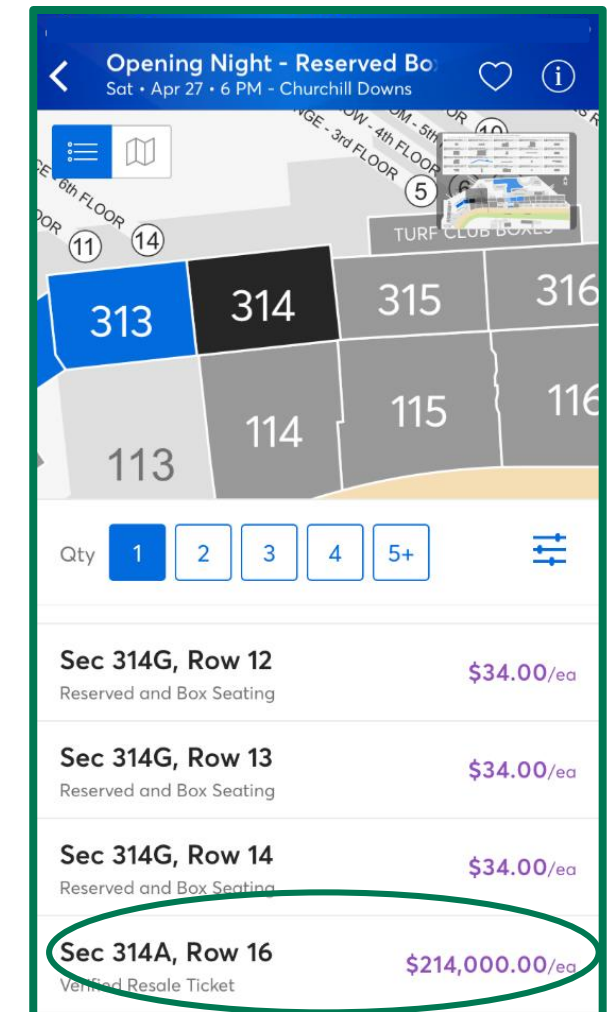 Opening Night - Reserved Bo
Sat • Apr 27 • 6 PM - Churchill Downs
3rd FLOOR
4th FLOOR
5th
6th FLOOR
5
11
14
TURF CLUB BOXES
313
314
315
316
113
114
115
116
Qty 1 2 3 4 5+
Sec 314G, Row 12
$34.00/ea
Reserved and Box Seating
Sec 314G, Row 13
$34.00/ea
Reserved and Box Seating
Sec 314G, Row 14
$34.00/ea
Reserved and Box Seating
Sec 314A, Row 16
$214,000.00/ea
Verified Resale Ticket